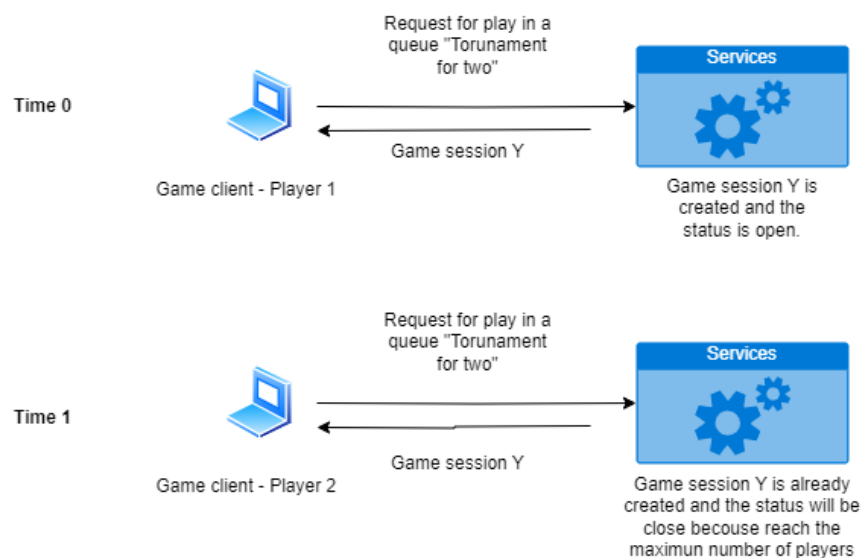 Request for play in a
queue "Torunament
for two"
Services
Time 0
Game session Y
Game client - Player 1
Game session Y is
created and the
status is open.
Request for play in a
queue "Torunament
for two"
Services
Time 1
Game session Y
Game client - Player 2
Game session Y is already
created and the status will be
close becouse reach the
maximun number of players